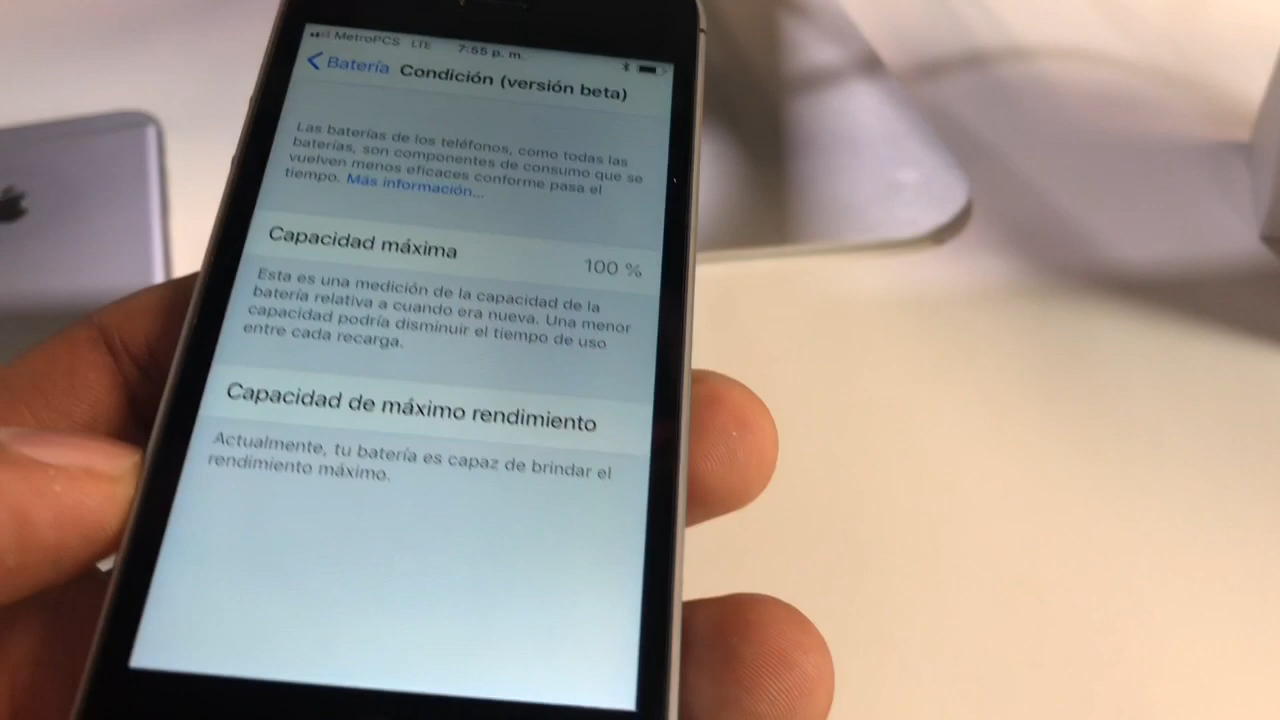 MetroPCS LTE 7:55 p. m.
Batería Condición (versión beta)
Las baterías de los teléfonos, como todas las
baterías, son componentes de consumo que se
vuelven menos eficaces conforme pasa el
tiempo. Más información...
Capacidad máxima 100 %
Esta es una medición de la capacidad de la
batería relativa a cuando era nueva. Una menor
capacidad podría disminuir el tiempo de uso
entre cada recarga.
Capacidad de máximo rendimiento
Actualmente, tu batería es capaz de brindar el
rendimiento máximo.